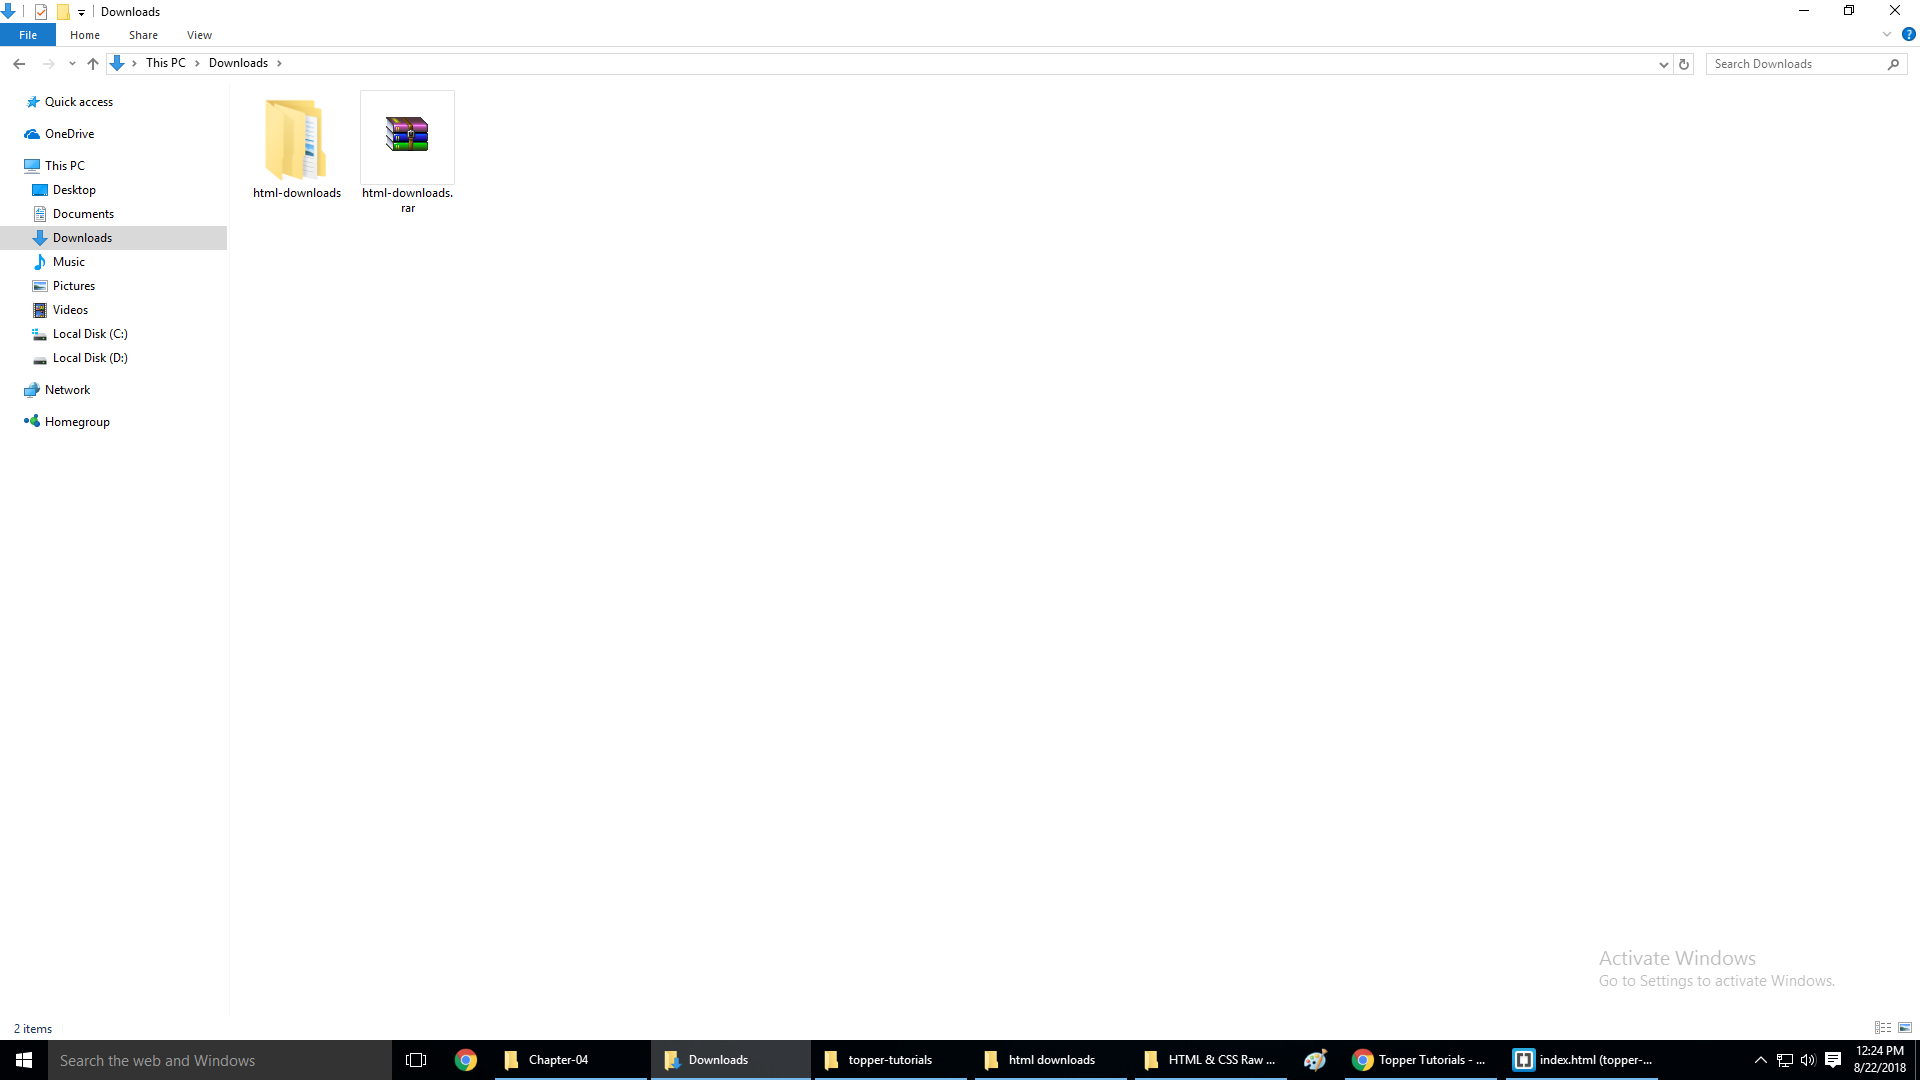 Downloads
File Home Share View
This PC Downloads
Search Downloads
Quick access
OneDrive
This PC
Desktop
Documents
Downloads
Music
Pictures
Videos
Local Disk (C:)
Local Disk (D:)
Network
Homegroup
html-downloads
html-downloads.
rar
Activate Windows
Go to Settings to activate Windows.
2 items
Search the web and Windows
Chapter-04
Downloads
topper-tutorials
html downloads
HTML & CSS Raw ...
Topper Tutorials - ...
index.html (topper-...
12:24 PM
8/22/2018